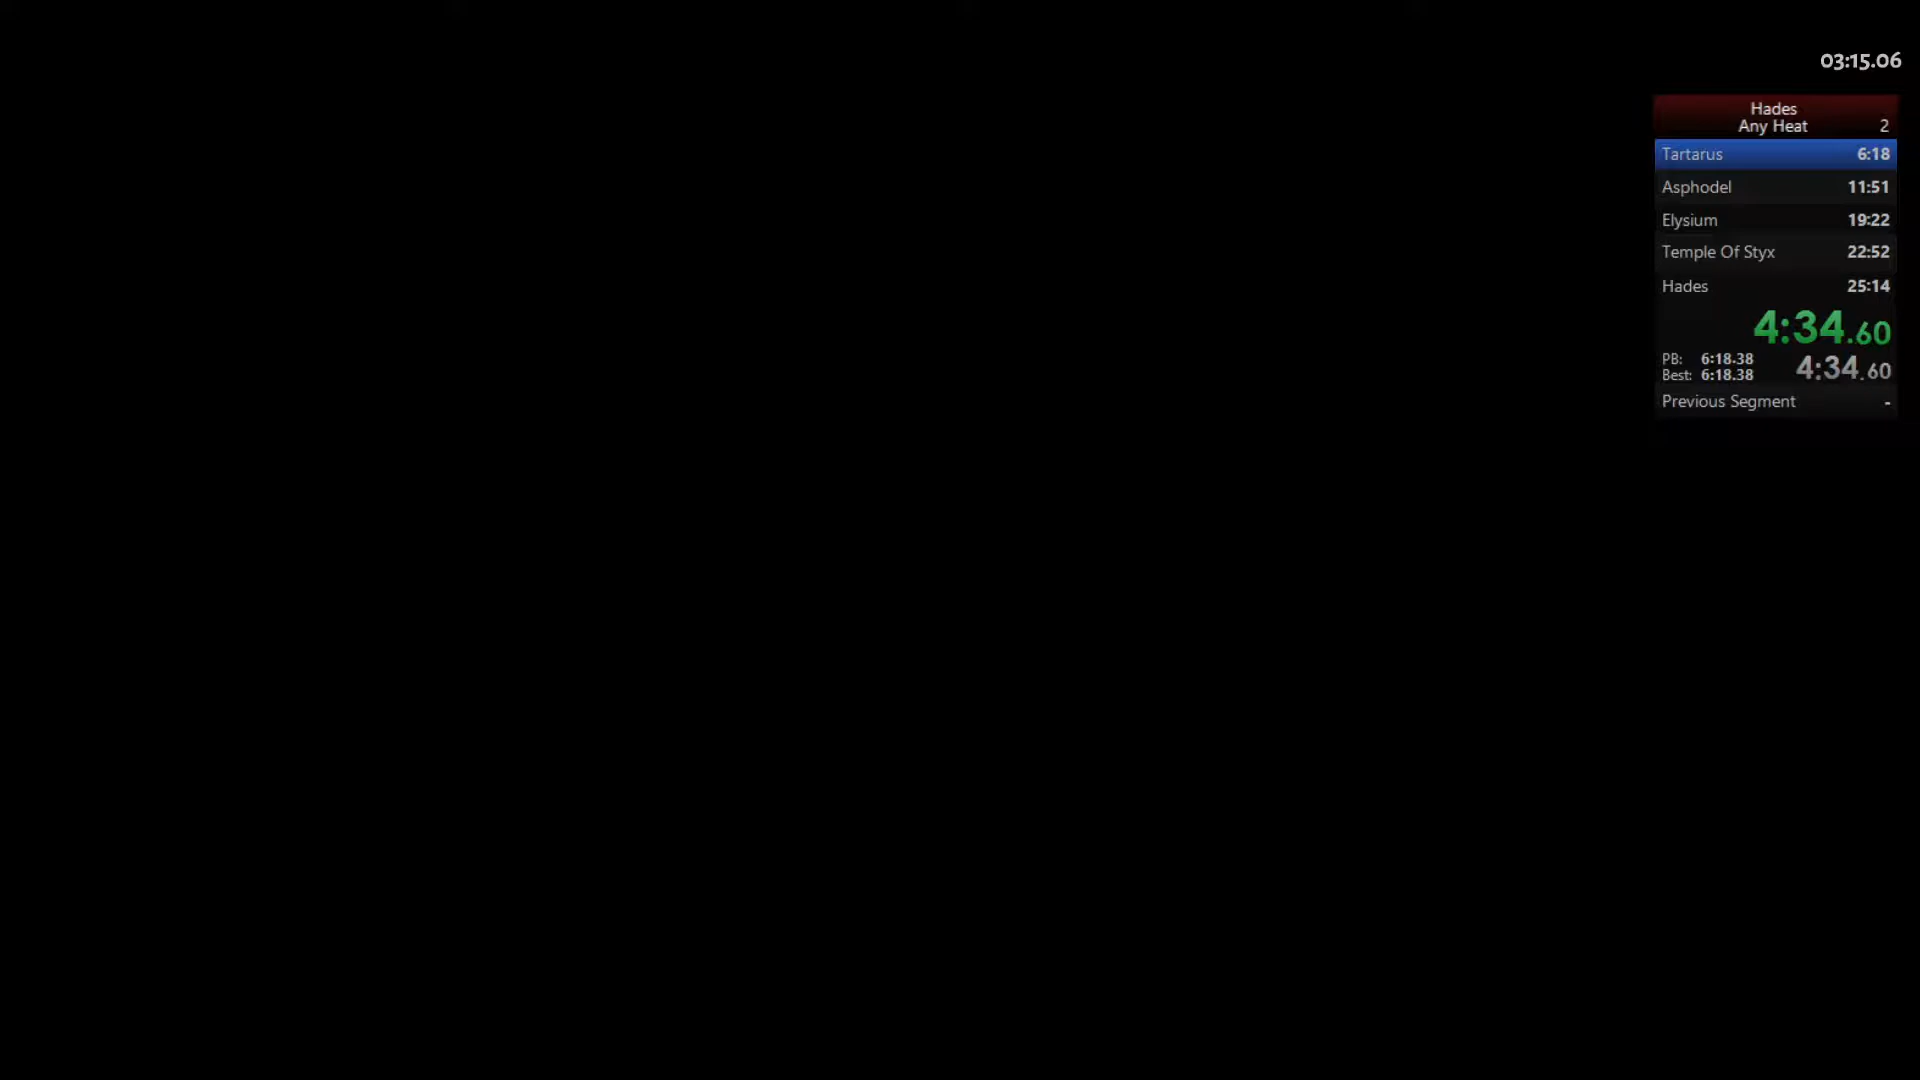 03:15.06
Hades
Any Heat 2
Tartarus 6:18
Asphodel 11:51
Elysium 19:22
Temple Of Styx 22:52
Hades 25:14
4:34.60
PB: 6:18.38
Best: 6:18.38
4:34.60
Previous Segment -